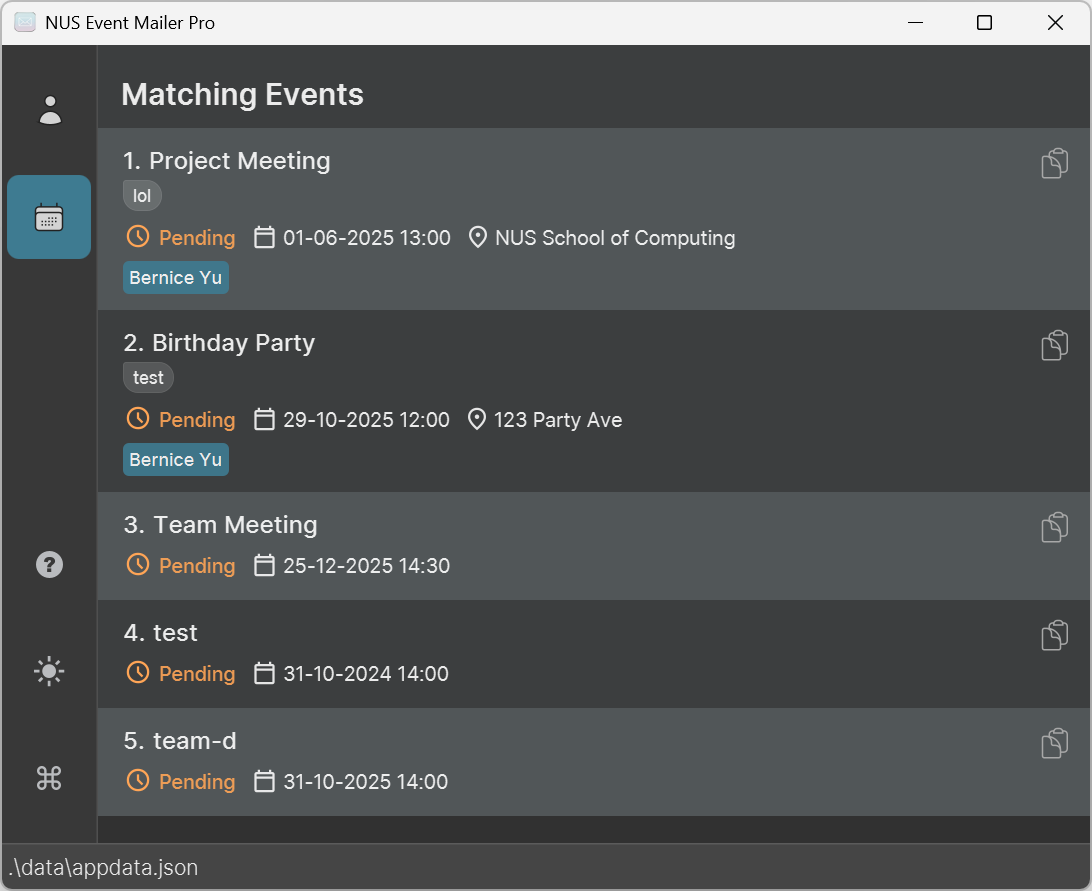 NUS Event Mailer Pro
Matching Events
1. Project Meeting
lol
Pending 01-06-2025 13:00 NUS School of Computing
Bernice Yu
2. Birthday Party
test
Pending 29-10-2025 12:00 123 Party Ave
Bernice Yu
3. Team Meeting
Pending 25-12-2025 14:30
4. test
Pending 31-10-2024 14:00
5. team-d
Pending 31-10-2025 14:00
?
.\data\appdata.json